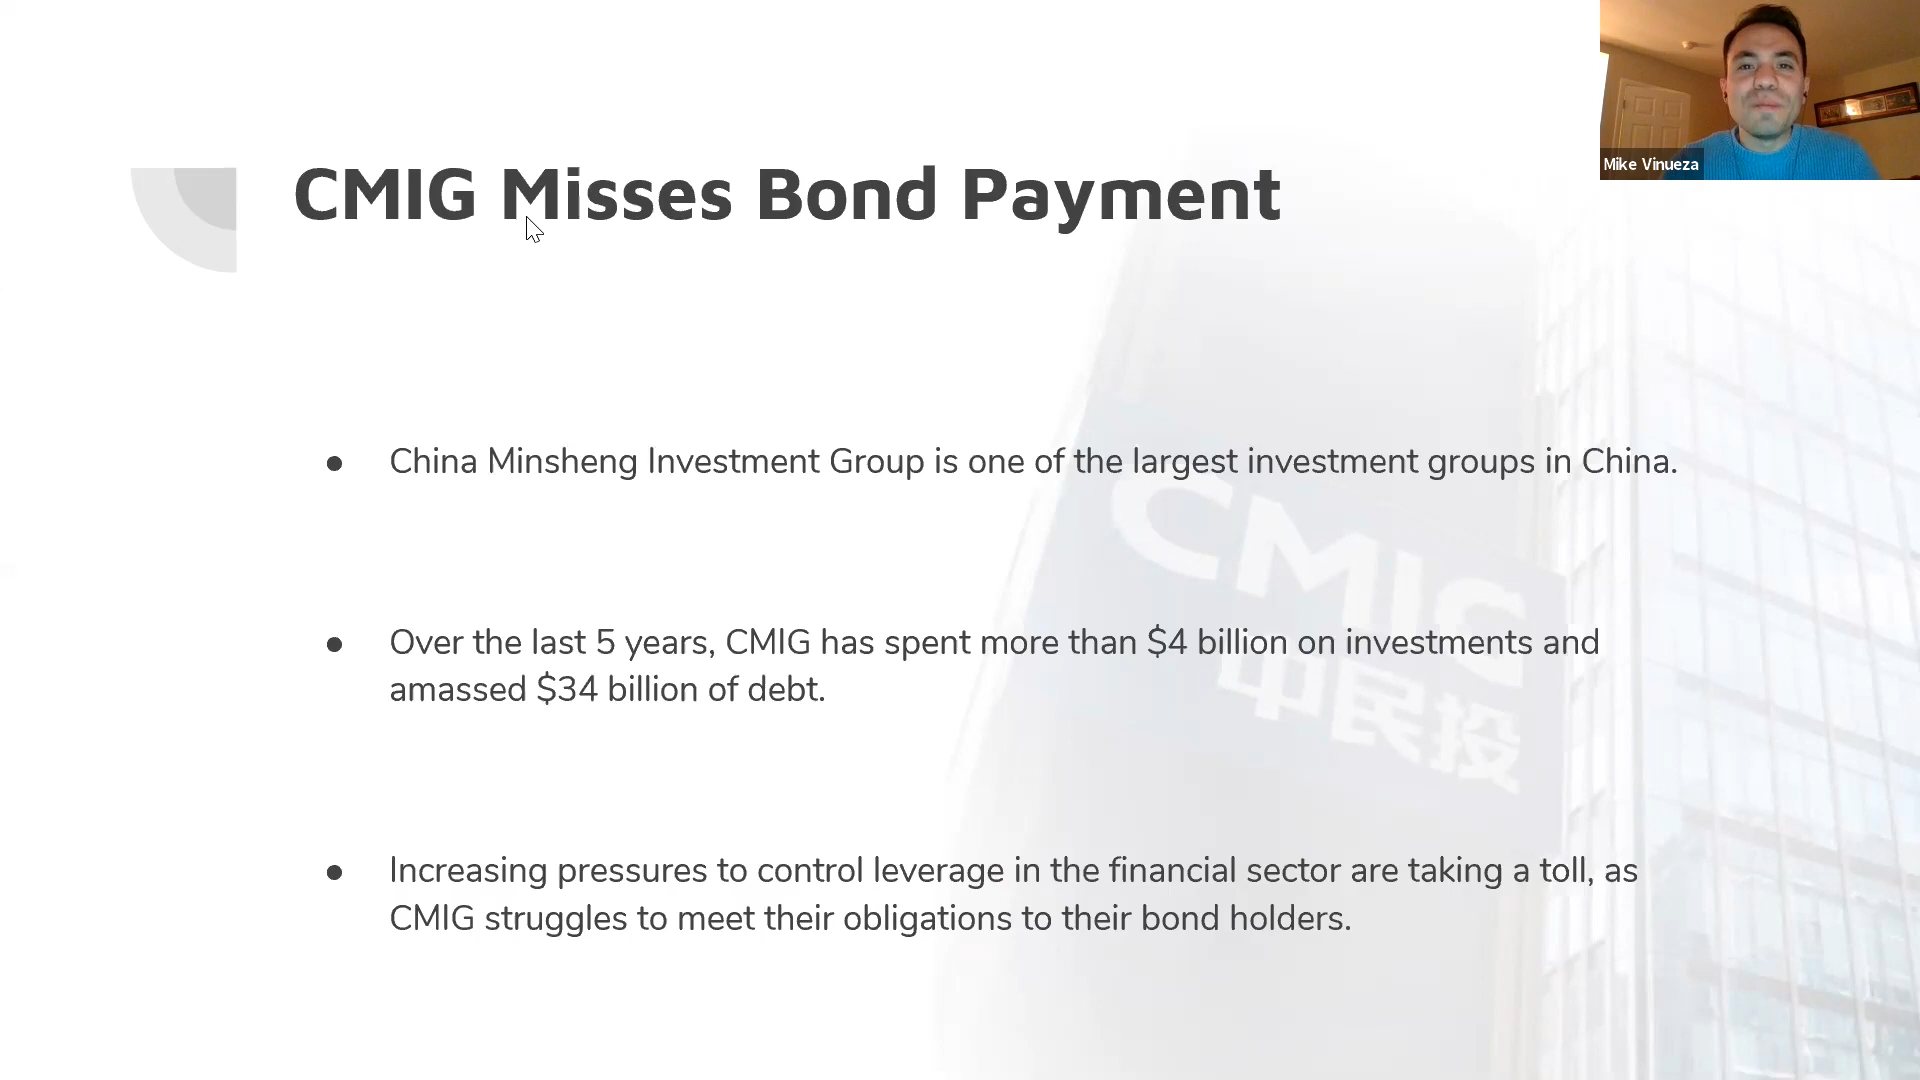 Mike Vinueza
CMIG Misses Bond Payment
● China Minsheng Investment Group is one of the largest investment groups in China.
● Over the last 5 years, CMIG has spent more than $4 billion on investments and
amassed $34 billion of debt.
● Increasing pressures to control leverage in the financial sector are taking a toll, as
CMIG struggles to meet their obligations to their bond holders.
CMIG
中民投